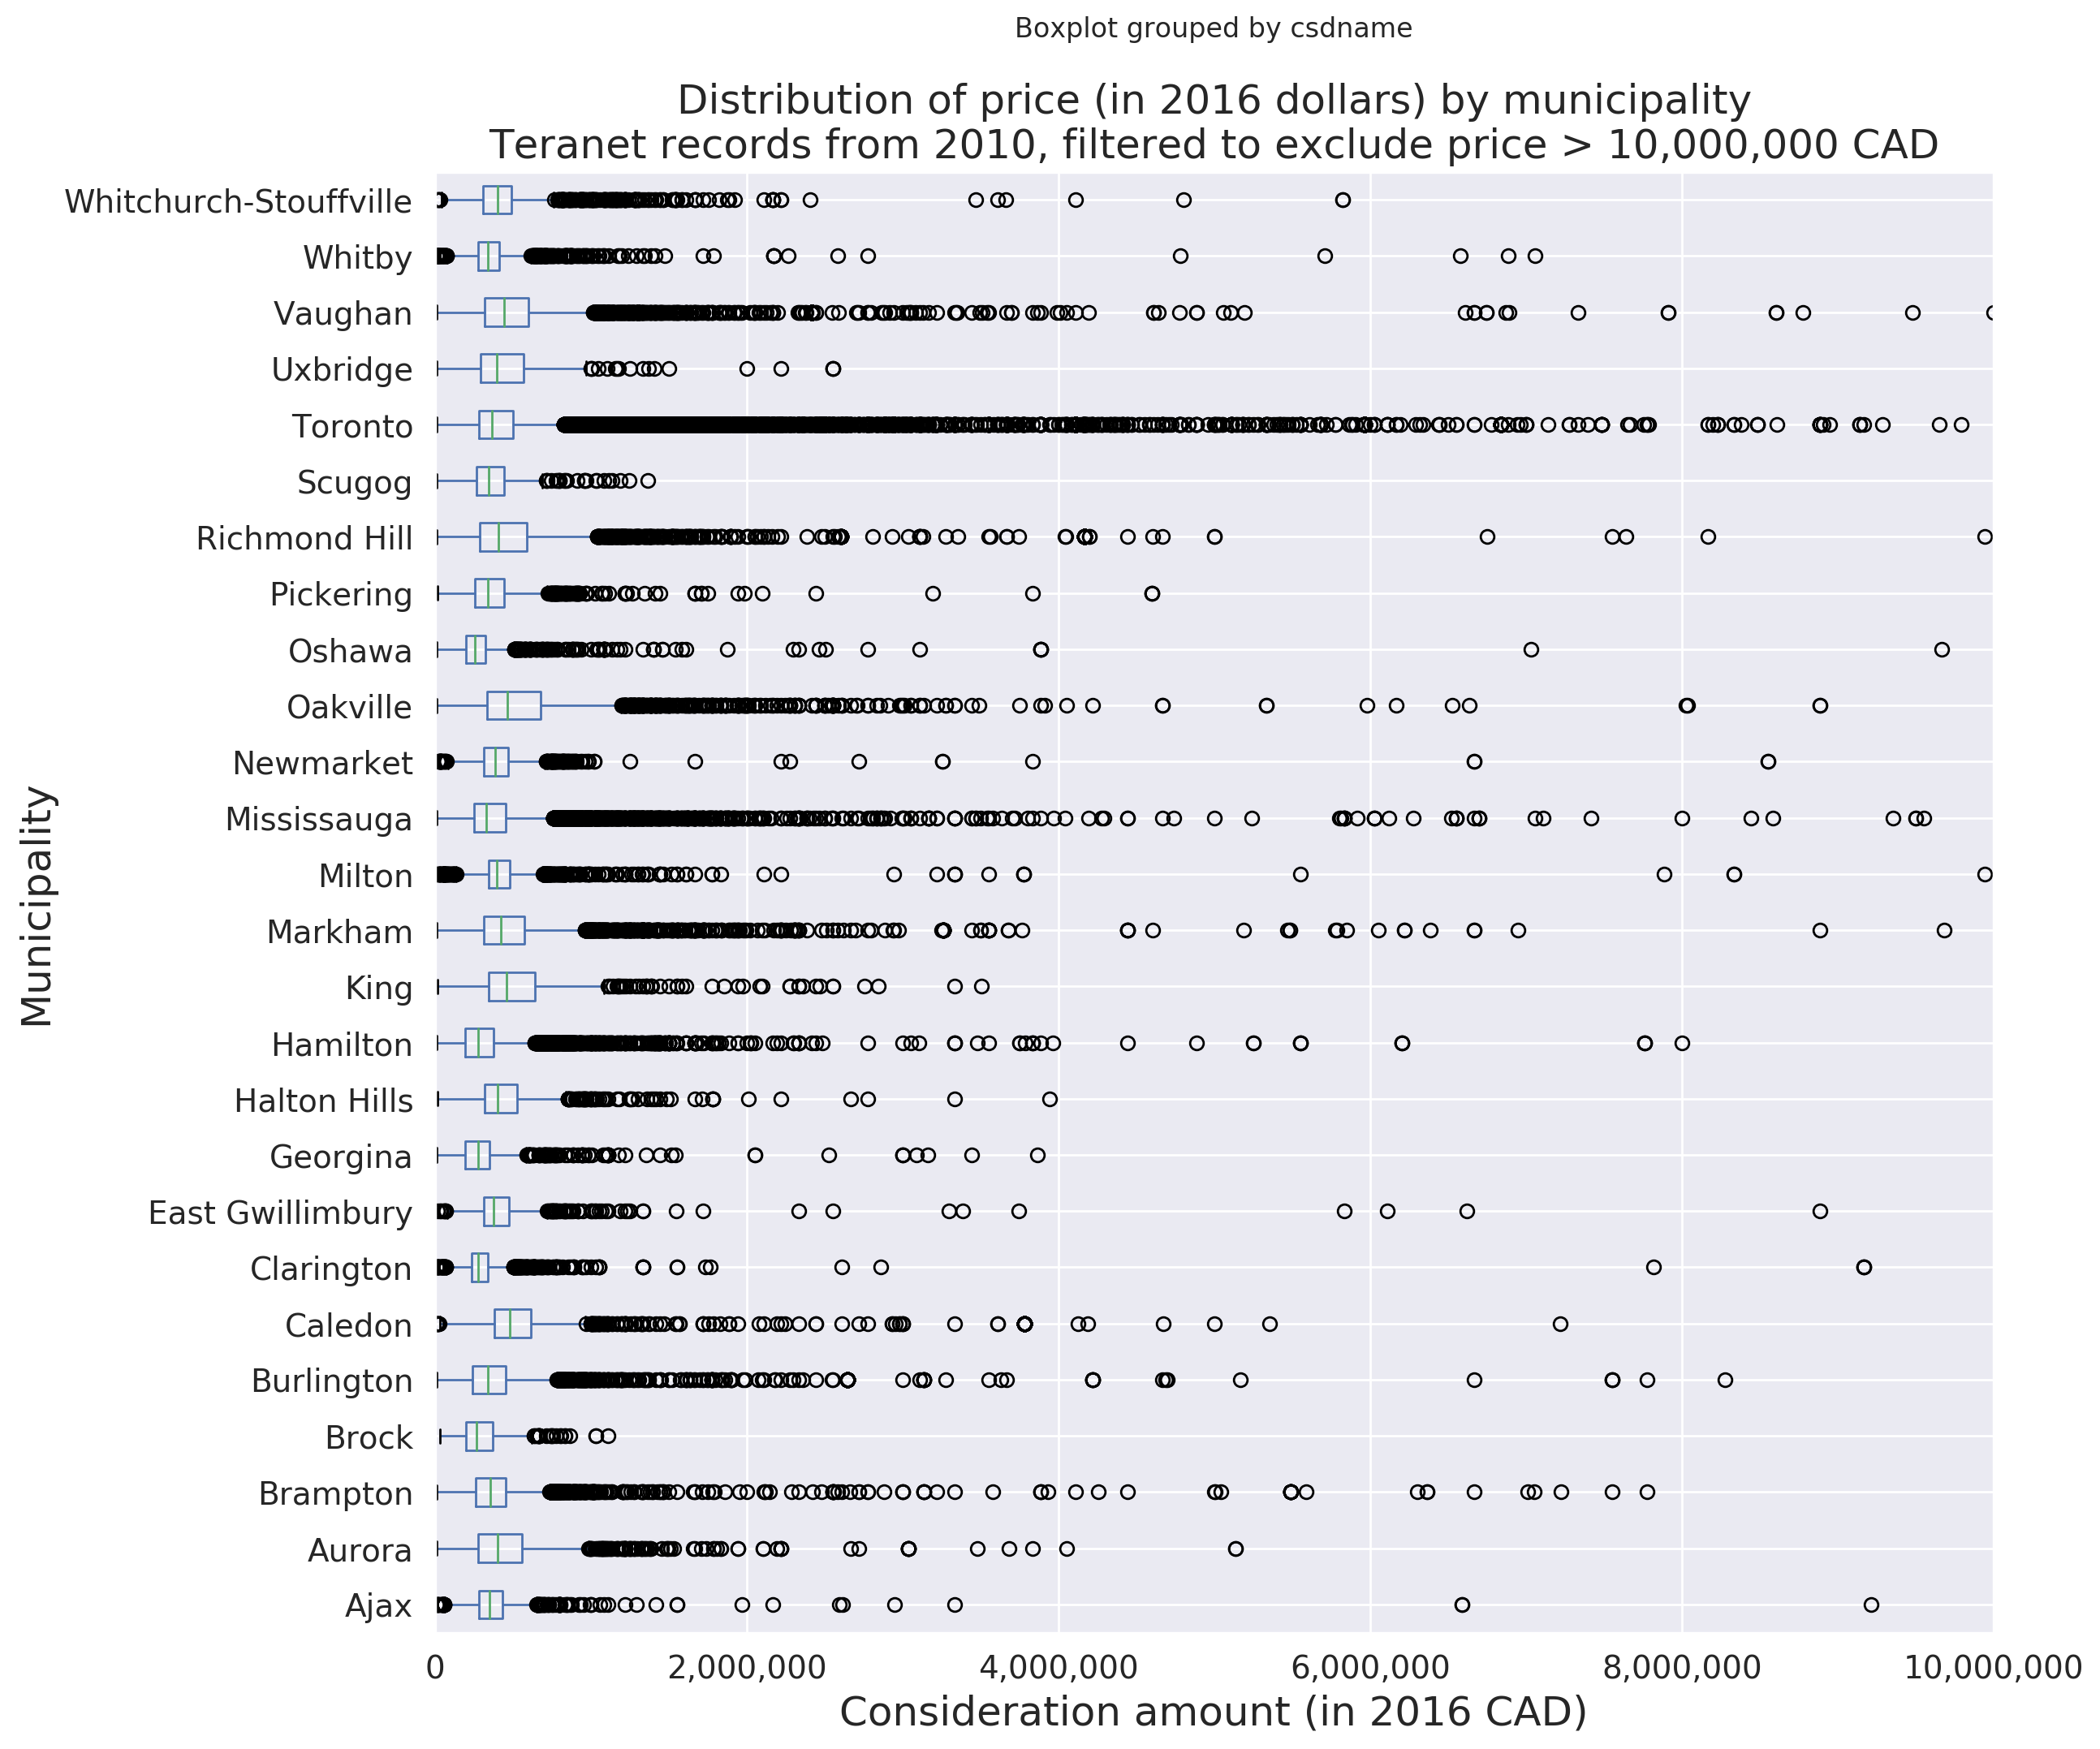 Boxplot grouped by csdname
Distribution of price (in 2016 dollars) by municipality
Teranet records from 2010, filtered to exclude price > 10,000,000 CAD
Whitchurch-Stouffville
Whitby
Vaughan
Uxbridge
Toronto
Scugog
Richmond Hill
Pickering
Oshawa
Oakville
Newmarket
Mississauga
Milton
Markham
King
Hamilton
Halton Hills
Georgina
East Gwillimbury
Clarington
Caledon
Burlington
Brock
Brampton
Aurora
Ajax
Municipality
0 2,000,000 4,000,000 6,000,000 8,000,000 10,000,000
Consideration amount (in 2016 CAD)